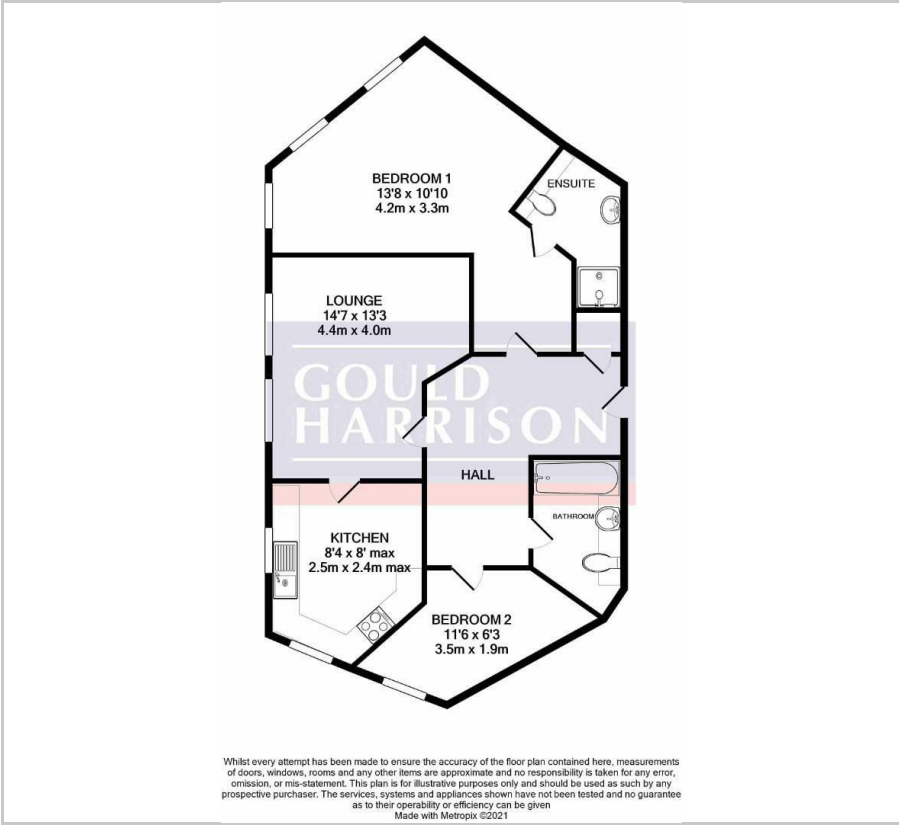 BEDROOM 1
13'8 x 10'10
4.2m x 3.3m
ENSUITE
LOUNGE
14'7 x 13'3
4.4m x 4.0m
GOULD
HARRISON
HALL
BATHROOM
KITCHEN
8'4 x 8' max
2.5m x 2.4m max
BEDROOM 2
11'6 x 6'3
3.5m x 1.9m
Whilst every attempt has been made to ensure the accuracy of the floor plan contained here, measurements
of doors, windows, rooms and any other items are approximate and no responsibility is taken for any error,
omission, or mis-statement. This plan is for illustrative purposes only and should be used as such by any
prospective purchaser. The services, systems and appliances shown have not been tested and no guarantee
as to their operability or efficiency can be given
Made with Metropix ©2021